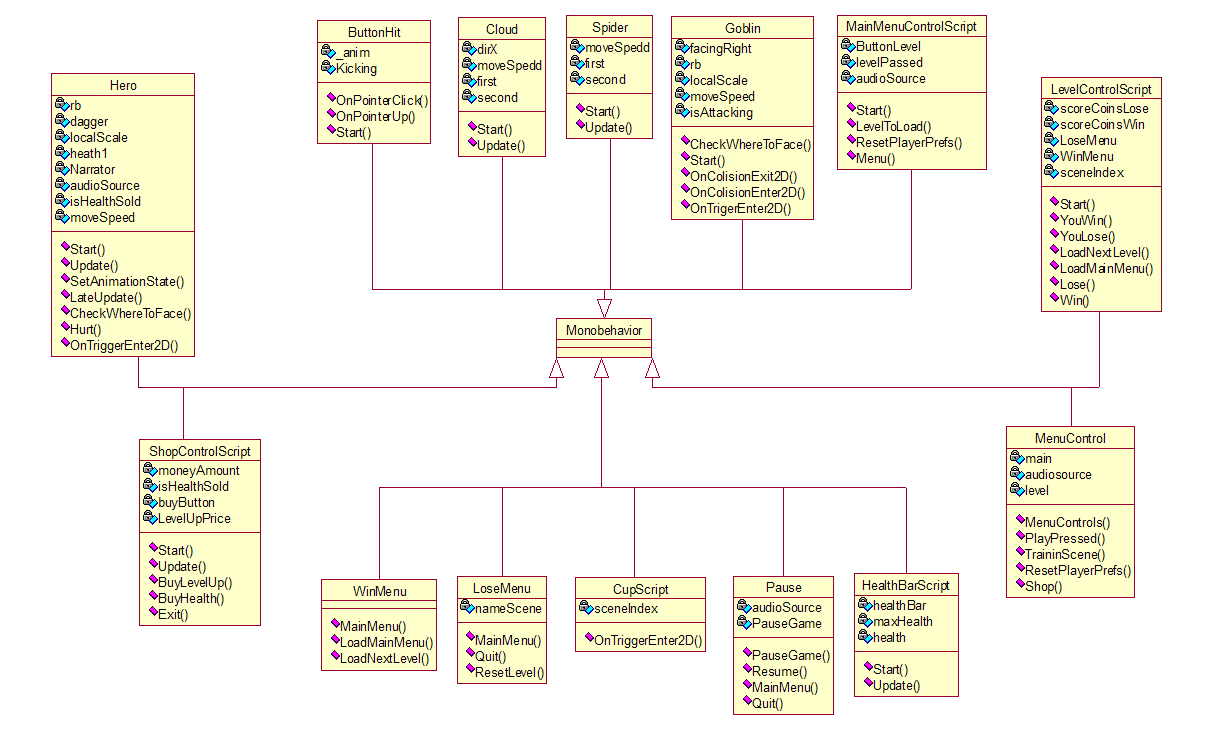 Hero
rb
dagger
localScale
heath1
Narrator
audioSource
isHealthSold
moveSpeed
Start()
Update()
SetAnimationState()
LateUpdate()
CheckWhereToFace()
Hurt()
OnTriggerEnter2D()
ButtonHit
_anim
Kicking
OnPointerClick()
OnPointerUp()
Start()
Cloud
dirX
moveSpedd
first
second
Start()
Update()
Spider
moveSpedd
first
second
Start()
Update()
Goblin
facingRight
rb
localScale
moveSpeed
isAttacking
CheckWhereToFace()
Start()
OnColisionExit2D()
OnColisionEnter2D()
OnTrigerEnter2D()
MainMenuControlScript
ButtonLevel
levelPassed
audioSource
Start()
LevelToLoad()
ResetPlayerPrefs()
Menu()
LevelControlScript
scoreCoinsLose
scoreCoinsWin
LoseMenu
WinMenu
sceneIndex
Start()
YouWin()
YouLose()
LoadNextLevel()
LoadMainMenu()
Lose()
Win()
Monobehavior
ShopControlScript
moneyAmount
isHealthSold
buyButton
LevelUpPrice
Start()
Update()
BuyLevelUp()
BuyHealth()
Exit()
MenuControl
main
audiosource
level
MenuControls()
PlayPressed()
TraininScene()
ResetPlayerPrefs()
Shop()
WinMenu
MainMenu()
LoadMainMenu()
LoadNextLevel()
LoseMenu
nameScene
MainMenu()
Quit()
ResetLevel()
CupScript
sceneIndex
OnTriggerEnter2D()
Pause
audioSource
PauseGame
PauseGame()
Resume()
MainMenu()
Quit()
HealthBarScript
healthBar
maxHealth
health
Start()
Update()